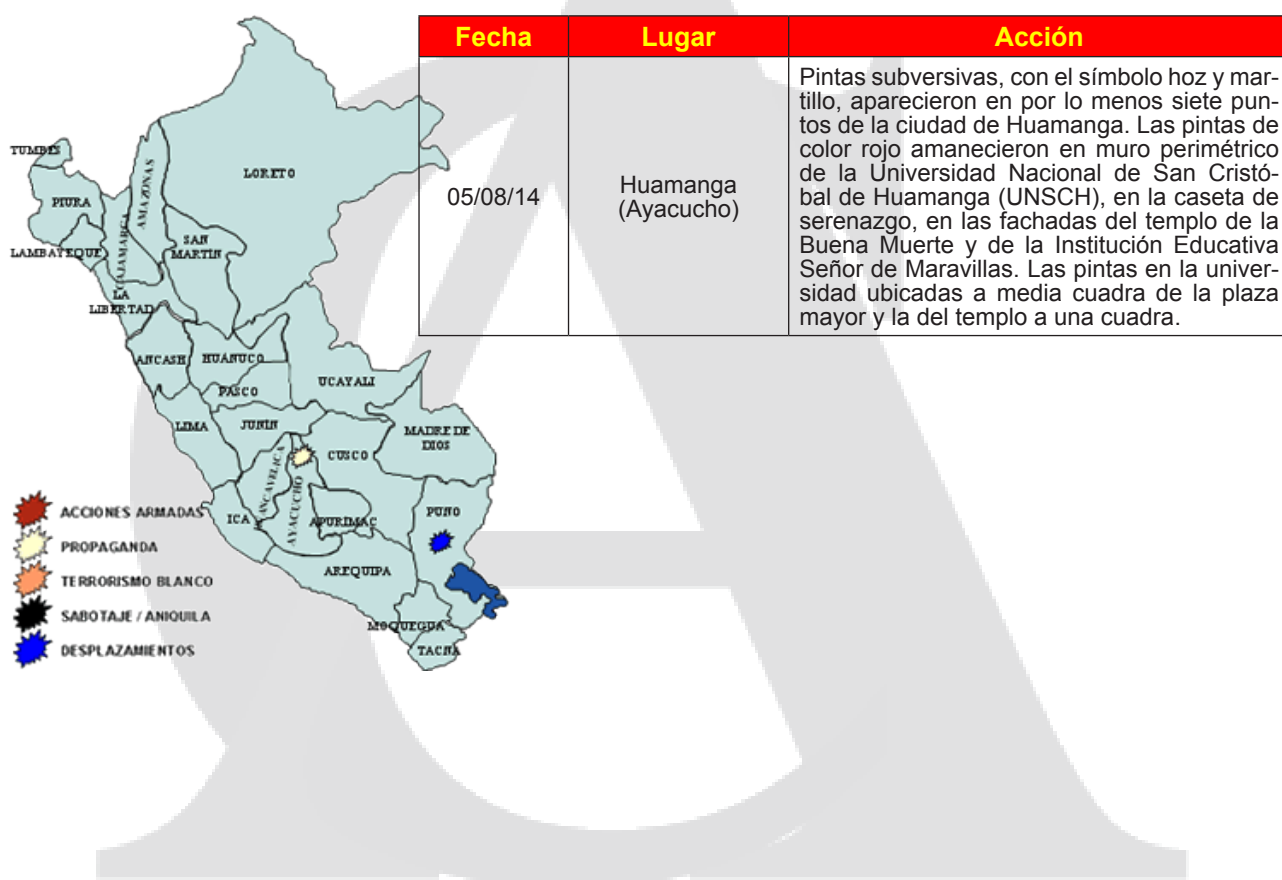 Fecha
Lugar
Acción
05/08/14
Huamanga
(Ayacucho)
Pintas subversivas, con el símbolo hoz y mar-
tillo, aparecieron en por lo menos siete pun-
tos de la ciudad de Huamanga. Las pintas de
color rojo amanecieron en muro perimétrico
de la Universidad Nacional de San Cristó-
bal de Huamanga (UNSCH), en la caseta de
serenazgo, en las fachadas del templo de la
Buena Muerte y de la Institución Educativa
Señor de Maravillas. Las pintas en la univer-
sidad ubicadas a media cuadra de la plaza
mayor y la del templo a una cuadra.
TUMBES
PIURA
LAMBAYEQUE
CAJAMARCA
AMAZONAS
LORETO
SAN
MARTÍN
LA
LIBERTAD
ANCASH
HUANUCO
PASCO
UCAYALI
LIMA
JUNÍN
MADRE DE
DIOS
CUSCO
AYACUCHO
ICA
APURIMAC
PUNO
AREQUIPA
MOQUEGUA
TACNA
ACCIONES ARMADAS
PROPAGANDA
TERRORISMO BLANCO
SABOTAJE / ANIQUILA
DESPLAZAMIENTOS